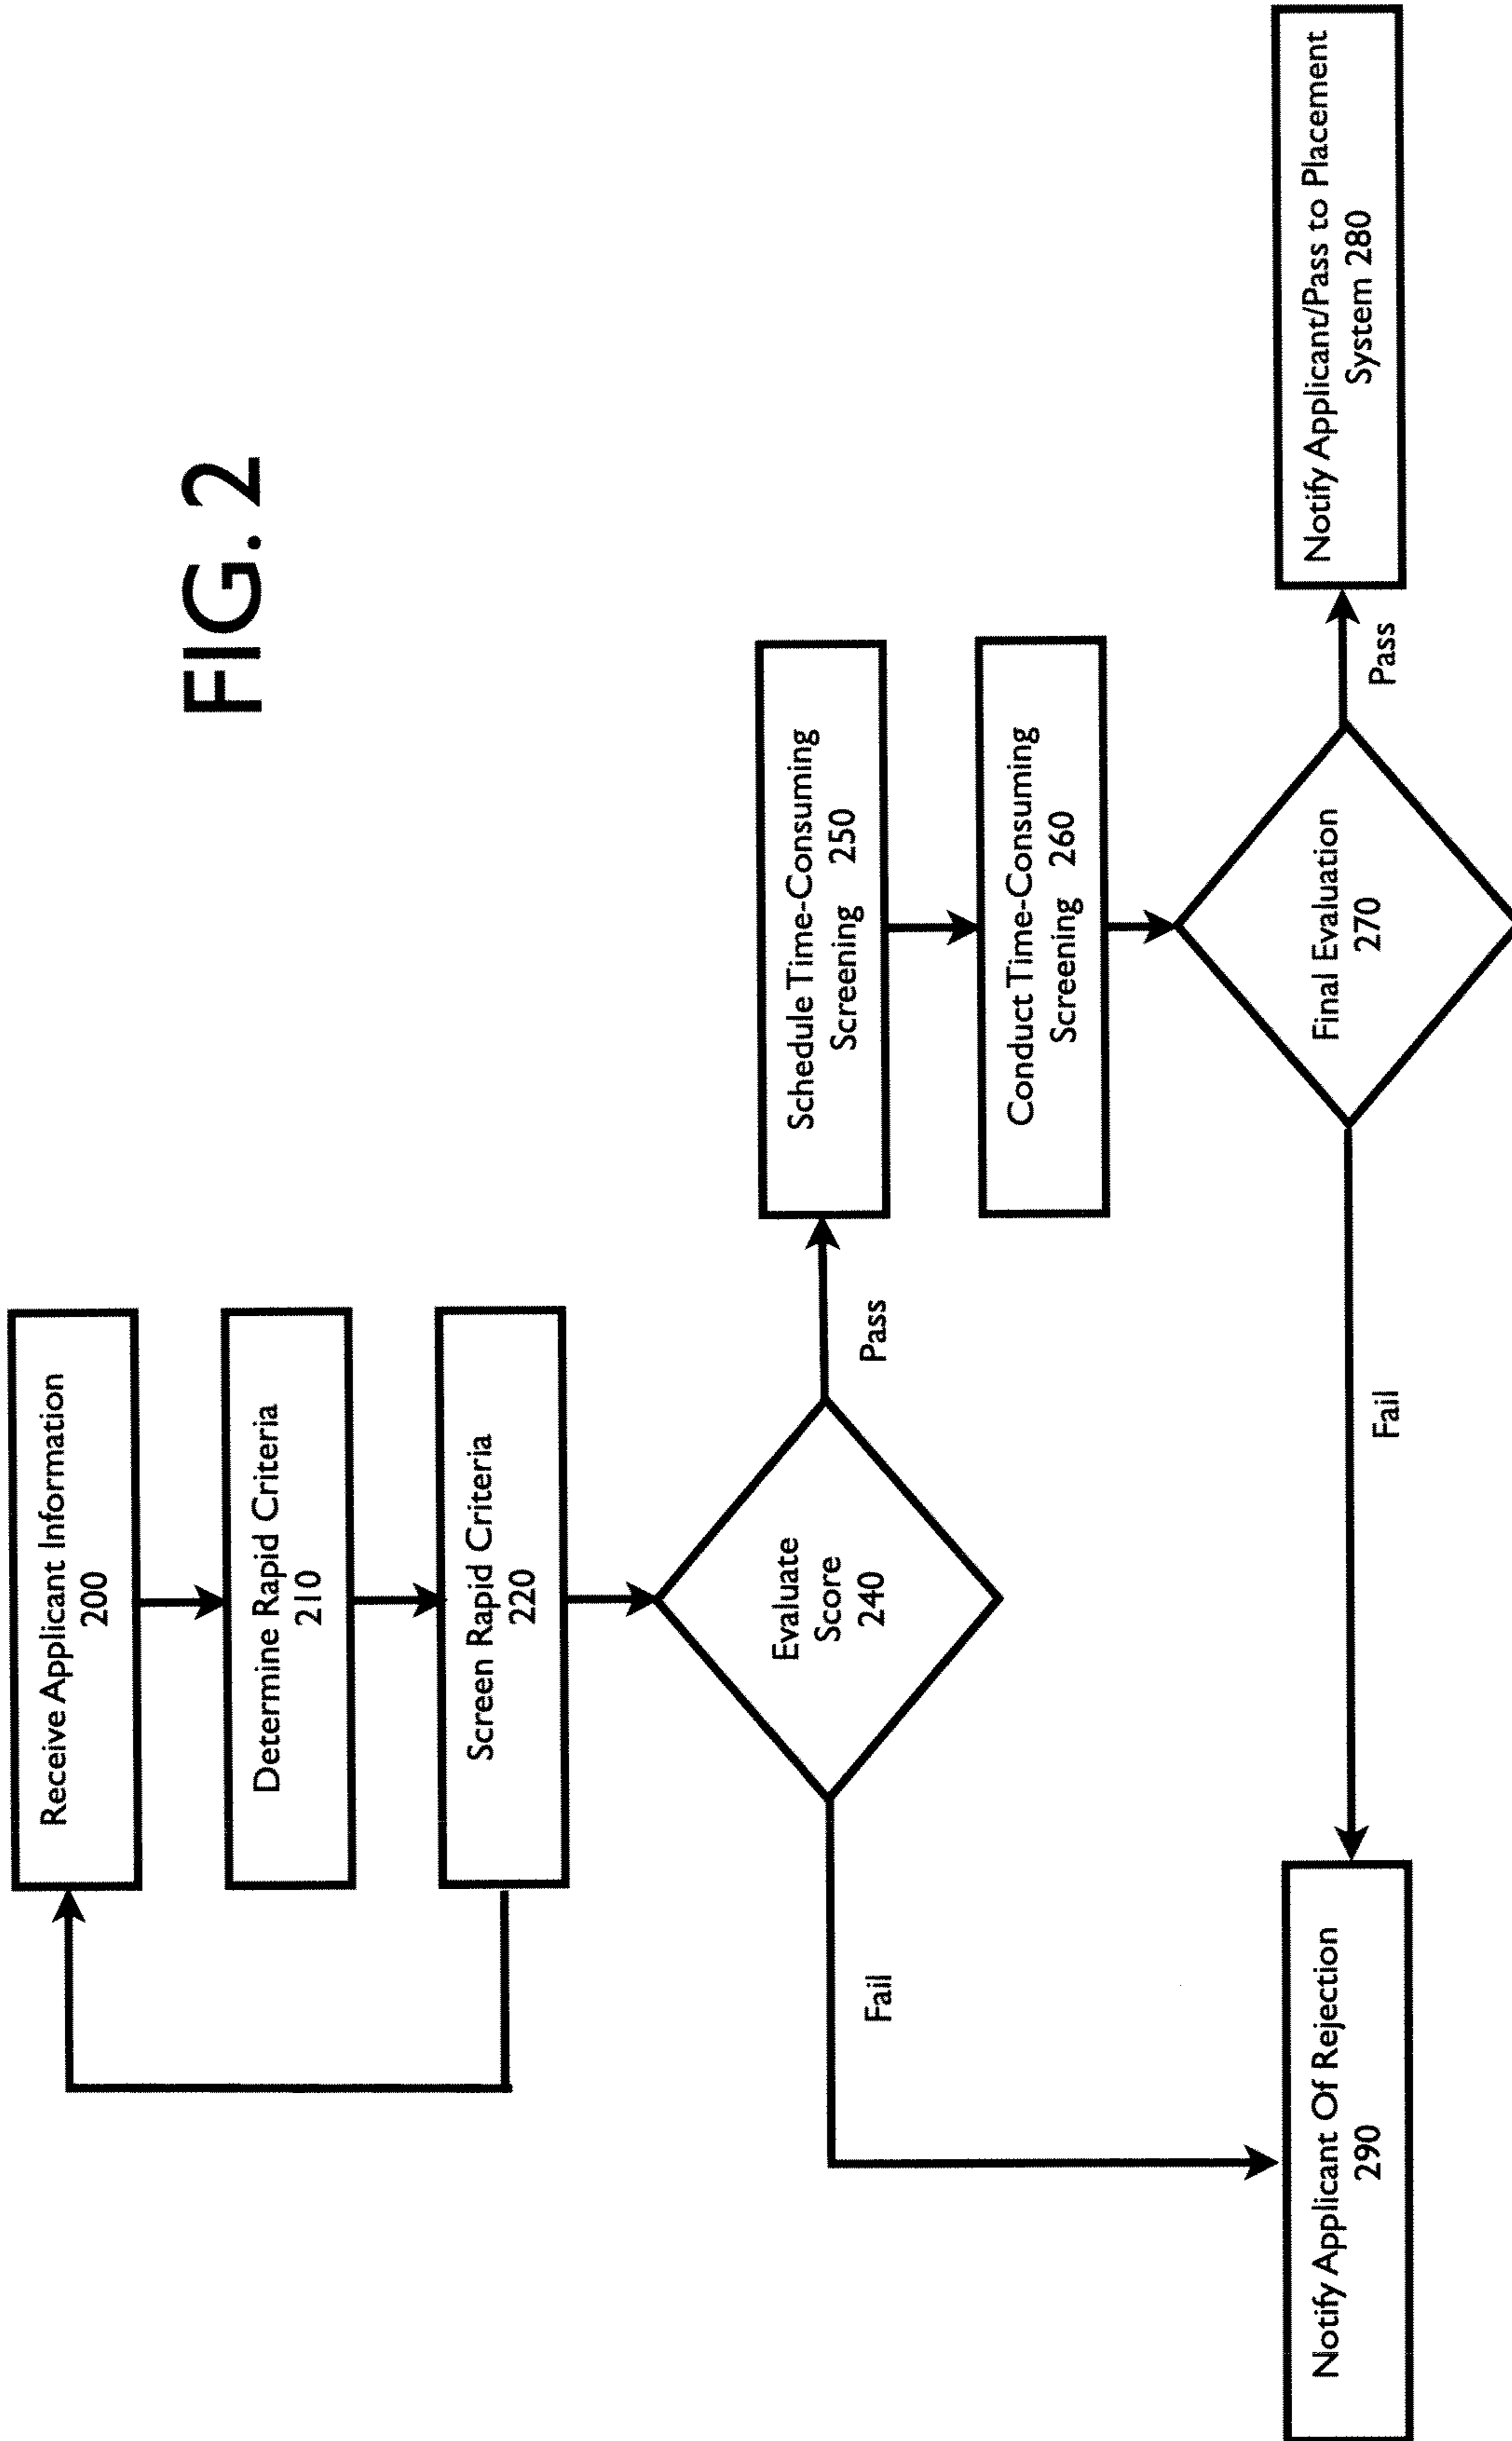 FIG. 2
Receive Applicant Information
200
Determine Rapid Criteria
210
Screen Rapid Criteria
220
Evaluate
Score
240
Pass
Fail
Schedule Time-Consuming
Screening 250
Conduct Time-Consuming
Screening 260
Final Evaluation
270
Pass
Fail
Notify Applicant/Pass to Placement
System 280
Notify Applicant Of Rejection
290